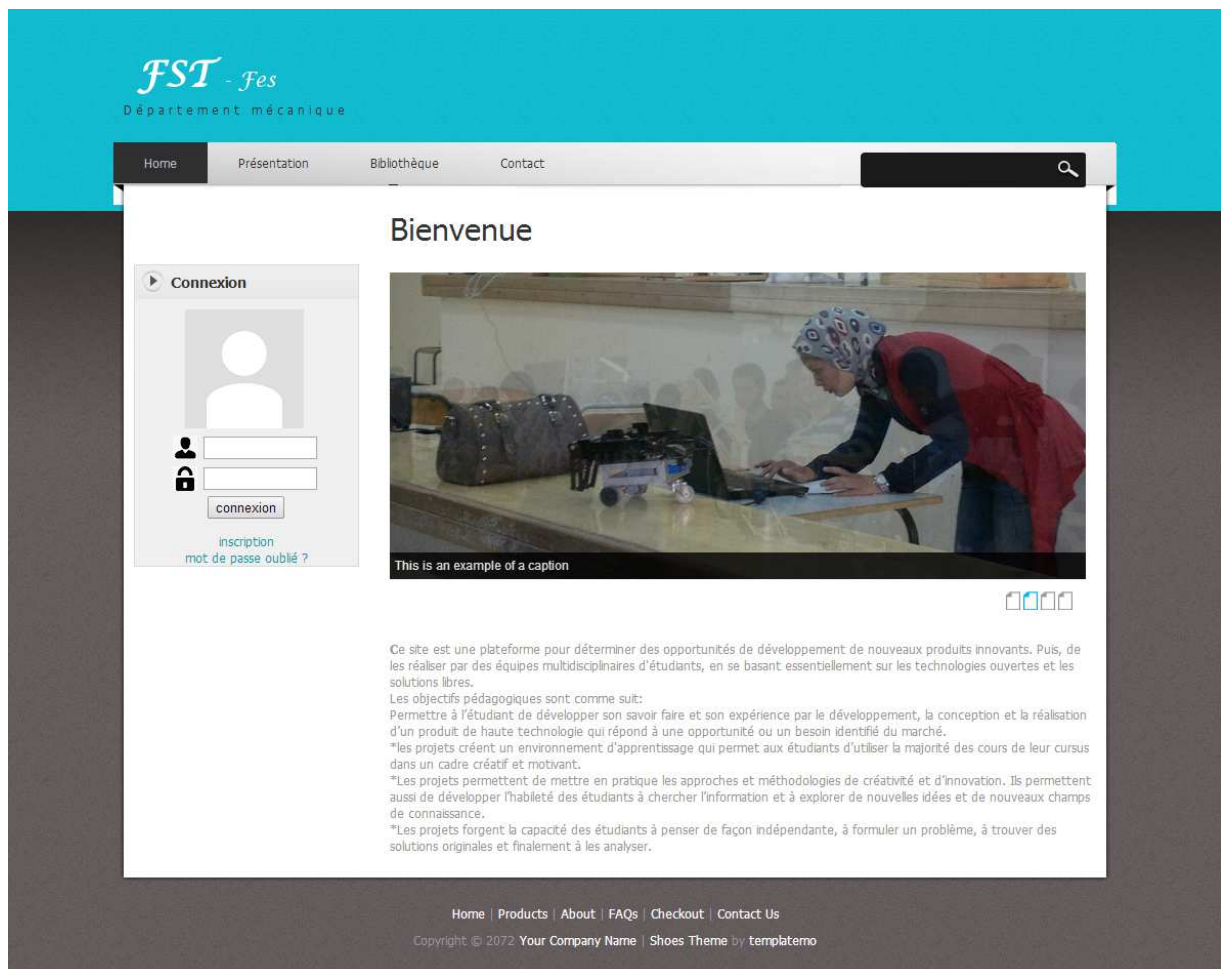 FST - Fes
Département mécanique
Home Présentation Bibliothèque Contact
Bienvenue
Connexion
connexion
inscription
mot de passe oublié ?
This is an example of a caption
Ce site est une plateforme pour déterminer des opportunités de développement de nouveaux produits innovants. Puis, de
les réaliser par des équipes multidisciplinaires d'étudiants, en se basant essentiellement sur les technologies ouvertes et les
solutions libres.
Les objectifs pédagogiques sont comme suit:
Permettre à l'étudiant de développer son savoir faire et son expérience par le développement, la conception et la réalisation
d'un produit de haute technologie qui répond à une opportunité ou un besoin identifié du marché.
*les projets créent un environnement d'apprentissage qui permet aux étudiants d'utiliser la majorité des cours de leur cursus
dans un cadre créatif et motivant.
*Les projets permettent de mettre en pratique les approches et méthodologies de créativité et d'innovation. Ils permettent
aussi de développer l'habileté des étudiants à chercher l'information et à explorer de nouvelles idées et de nouveaux champs
de connaissance.
*Les projets forgent la capacité des étudiants à penser de façon indépendante, à formuler un problème, à trouver des
solutions originales et finalement à les analyser.
Home | Products | About | FAQs | Checkout | Contact Us
Copyright © 2072 Your Company Name | Shoes Theme by templatemo